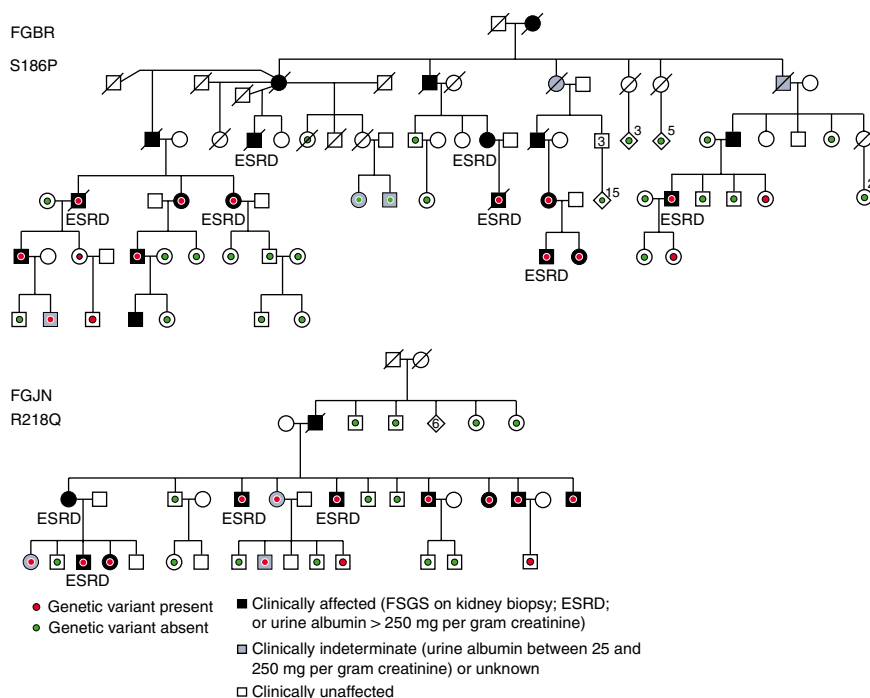 FGBR
S186P
ESRD
ESRD
3
3
5
ESRD
ESRD
ESRD
15
ESRD
2
ESRD
FGJN
R218Q
6
ESRD
ESRD
ESRD
ESRD
Genetic variant present
Genetic variant absent
Clinically affected (FSGS on kidney biopsy; ESRD;
or urine albumin > 250 mg per gram creatinine)
Clinically indeterminate (urine albumin between 25 and
250 mg per gram creatinine) or unknown
Clinically unaffected